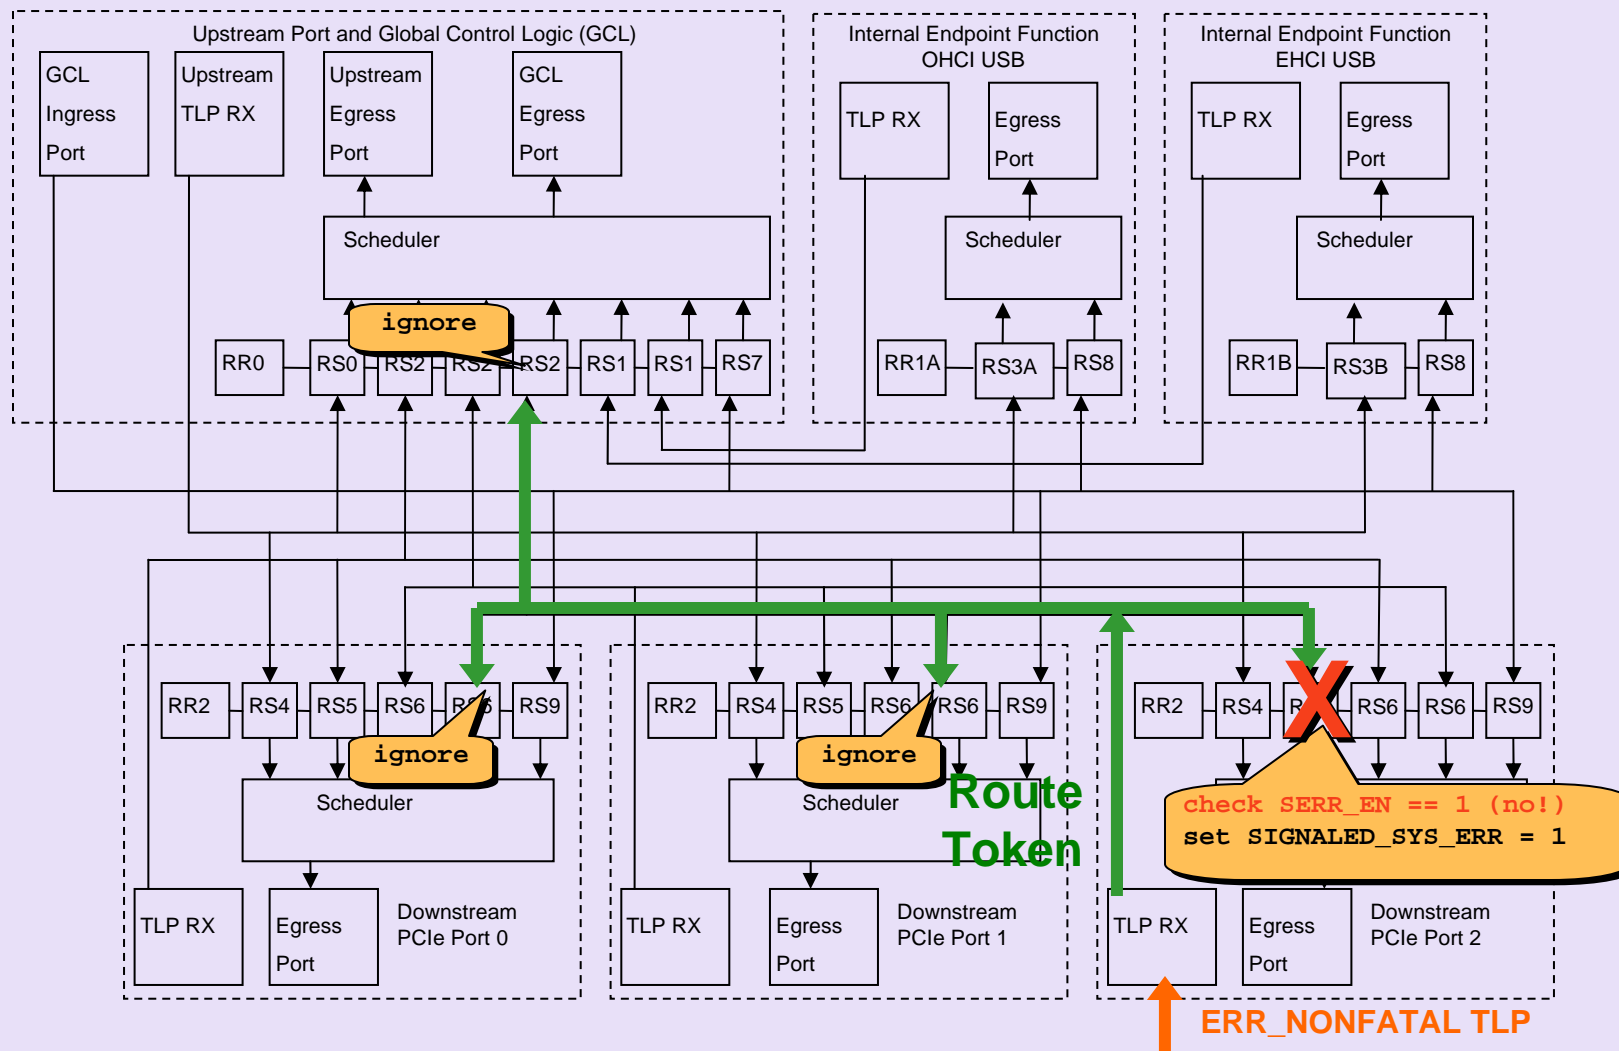 Upstream Port and Global Control Logic (GCL)
GCL
Ingress
Port
Upstream
TLP RX
Upstream
Egress
Port
GCL
Egress
Port
Scheduler
ignore
RR0
RS0
RS2
RS2
RS2
RS1
RS1
RS7
Internal Endpoint Function
OHCI USB
TLP RX
Egress
Port
Scheduler
RR1A
RS3A
RS8
Internal Endpoint Function
EHCI USB
TLP RX
Egress
Port
Scheduler
RR1B
RS3B
RS8
RR2
RS4
RS5
RS6
RS6
RS9
ignore
Scheduler
TLP RX
Egress
Port
Downstream
PCIe Port 0
RR2
RS4
RS5
RS6
RS6
RS9
ignore
Scheduler
Route
Token
TLP RX
Egress
Port
Downstream
PCIe Port 1
RR2
RS4
X
RS6
RS6
RS9
check SERR_EN == 1 (no!)
set SIGNALED_SYS_ERR = 1
TLP RX
Egress
Port
Downstream
PCIe Port 2
ERR_NONFATAL TLP